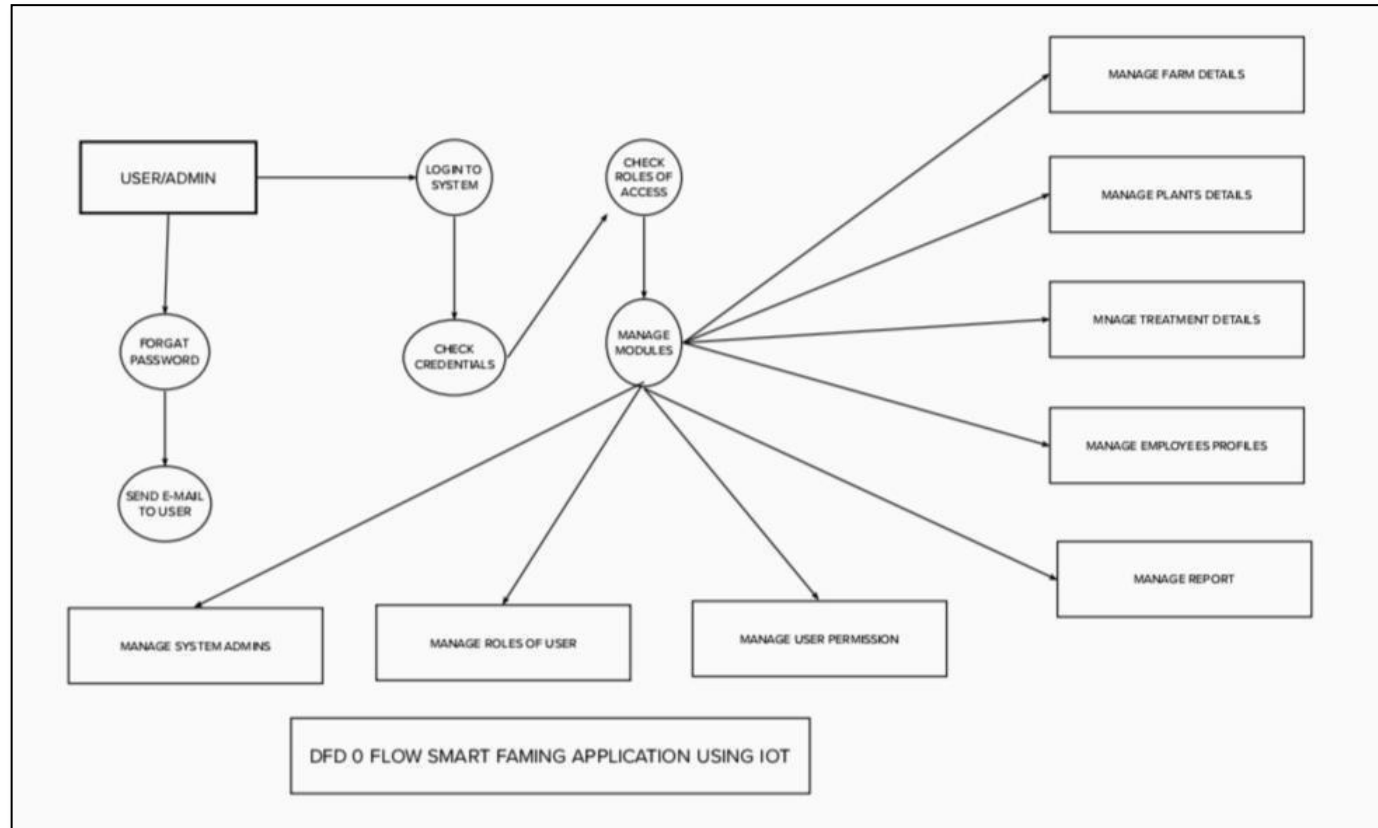 MANAGE FARM DETAILS
USER/ADMIN
LOGIN TO
SYSTEM
CHECK
ROLES OF
ACCESS
MANAGE PLANTS DETAILS
FORGAT
PASSWORD
CHECK
CREDENTIALS
MANAGE
MODULES
MNAGE TREATMENT DETAILS
MANAGE EMPLOYEES PROFILES
SEND E-MAIL
TO USER
MANAGE REPORT
MANAGE SYSTEM ADMINS
MANAGE ROLES OF USER
MANAGE USER PERMISSION
DFD 0 FLOW SMART FAMING APPLICATION USING IOT